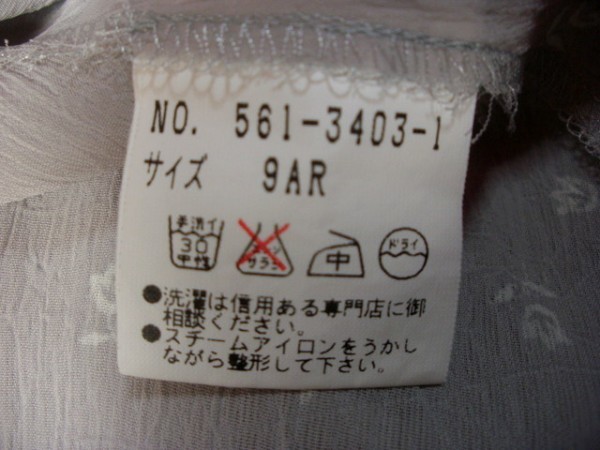 NO. 561-3403-1
サイズ 9AR
手洗イ
30
中性
エンソ
サラシ
中
ドライ
●洗濯は信用ある専門店に御
相談ください。
●スチームアイロンをうかし
ながら整形して下さい。